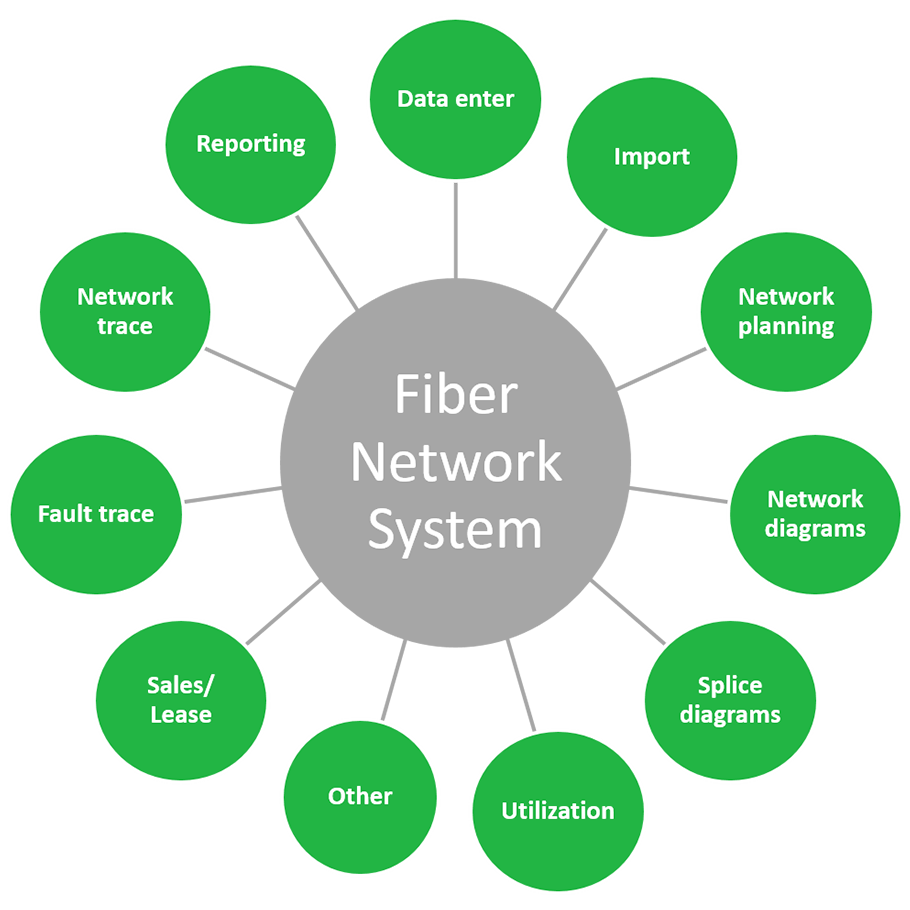 Data enter
Import
Network
planning
Network
diagrams
Splice
diagrams
Utilization
Other
Sales/
Lease
Fault trace
Network
trace
Reporting
Fiber
Network
System